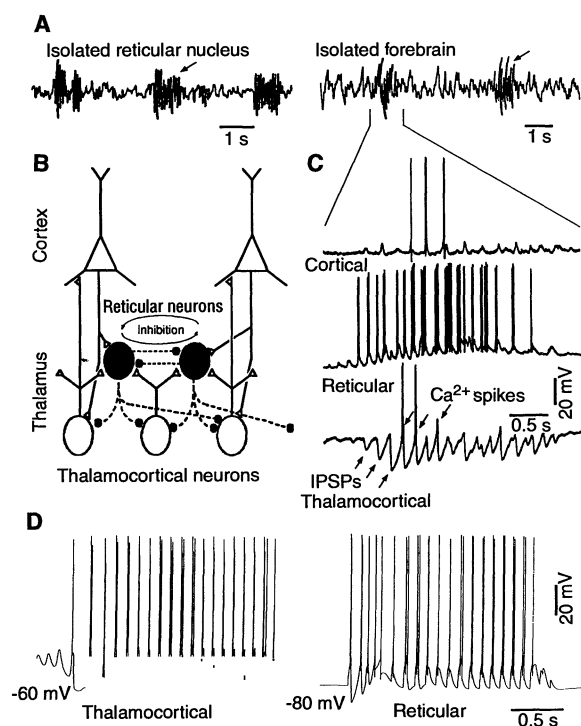 A
Isolated reticular nucleus
Isolated forebrain
1 s
1 s
B
Cortex
Reticular neurons
Inhibition
Thalamus
Thalamocortical neurons
C
Cortical
Reticular
20 mV
Ca2+ spikes
0.5 s
IPSPs
Thalamocortical
D
-60 mV
Thalamocortical
20 mV
-80 mV
Reticular
0.5 s